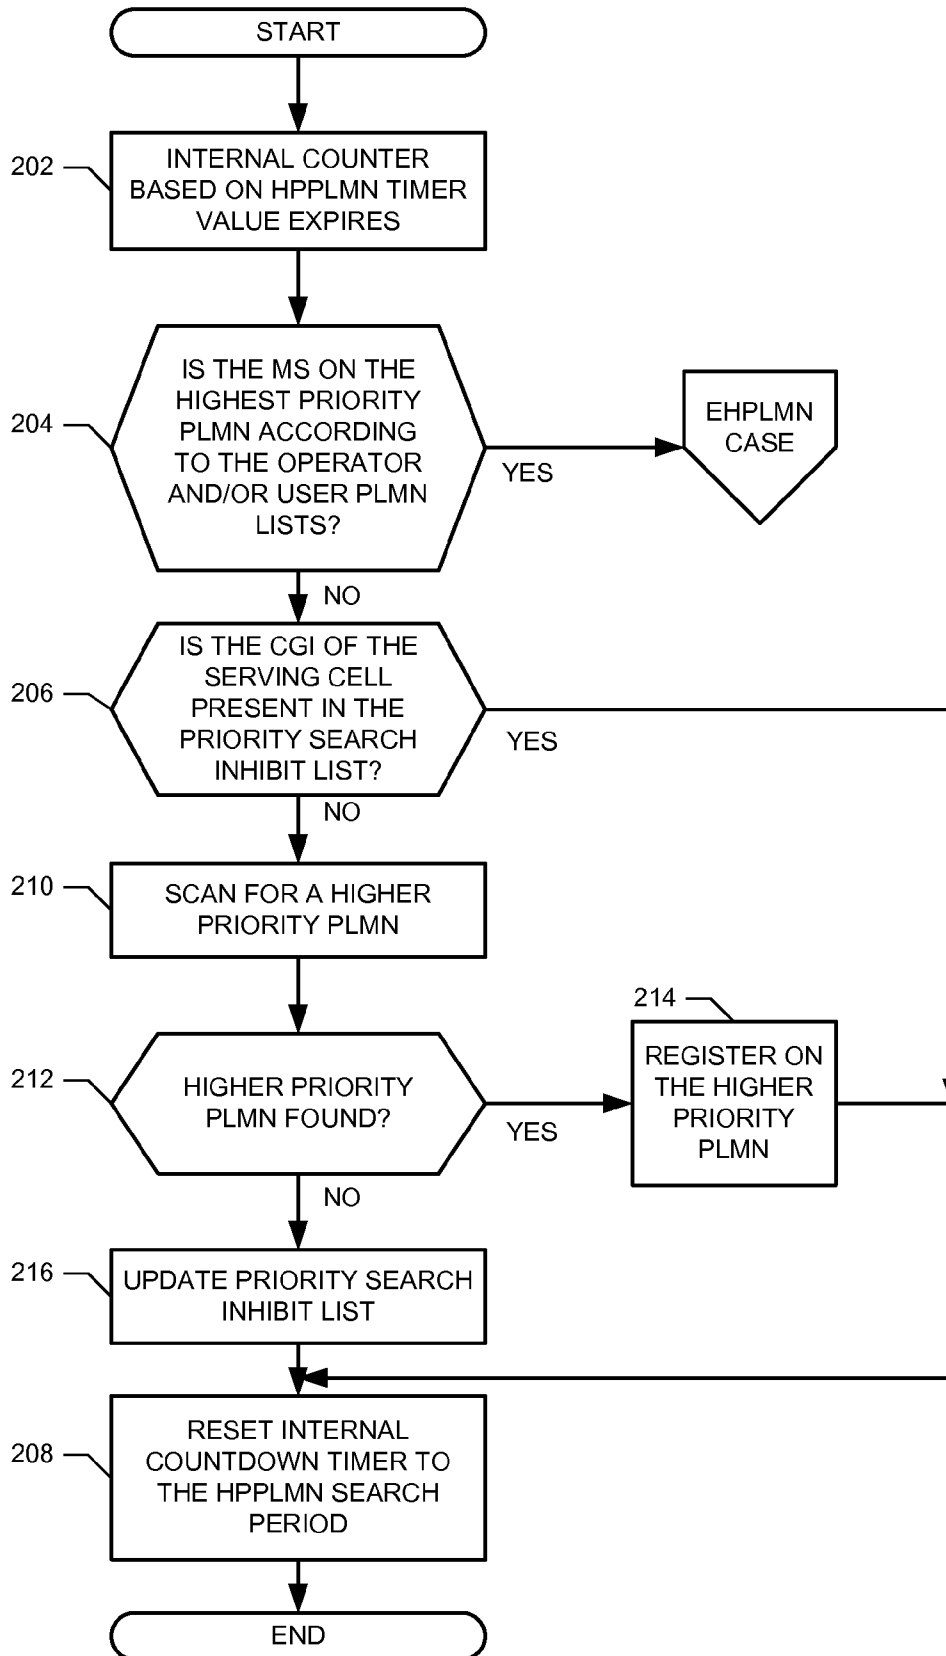 START
202
INTERNAL COUNTER
BASED ON HPPLMN TIMER
VALUE EXPIRES
204
IS THE MS ON THE
HIGHEST PRIORITY
PLMN ACCORDING
TO THE OPERATOR
AND/OR USER PLMN
LISTS?
YES
EHPLMN
CASE
NO
206
IS THE CGI OF THE
SERVING CELL
PRESENT IN THE
PRIORITY SEARCH
INHIBIT LIST?
YES
NO
210
SCAN FOR A HIGHER
PRIORITY PLMN
212
HIGHER PRIORITY
PLMN FOUND?
YES
214
REGISTER ON
THE HIGHER
PRIORITY
PLMN
NO
216
UPDATE PRIORITY SEARCH
INHIBIT LIST
208
RESET INTERNAL
COUNTDOWN TIMER TO
THE HPPLMN SEARCH
PERIOD
END